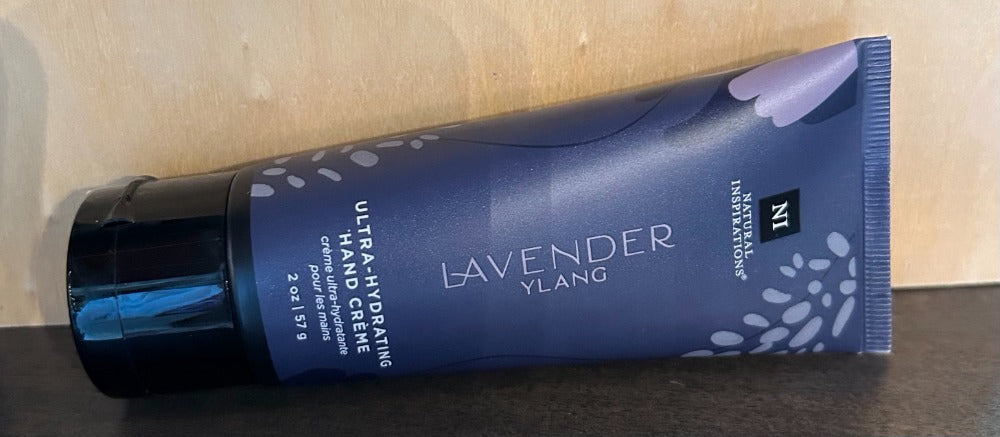 NI
NATURAL
INSPIRATIONS®
LAVENDER
YLANG
ULTRA-HYDRATING
HAND CRÈME
crème ultra-hydratante
pour les mains
2 oz | 57 g